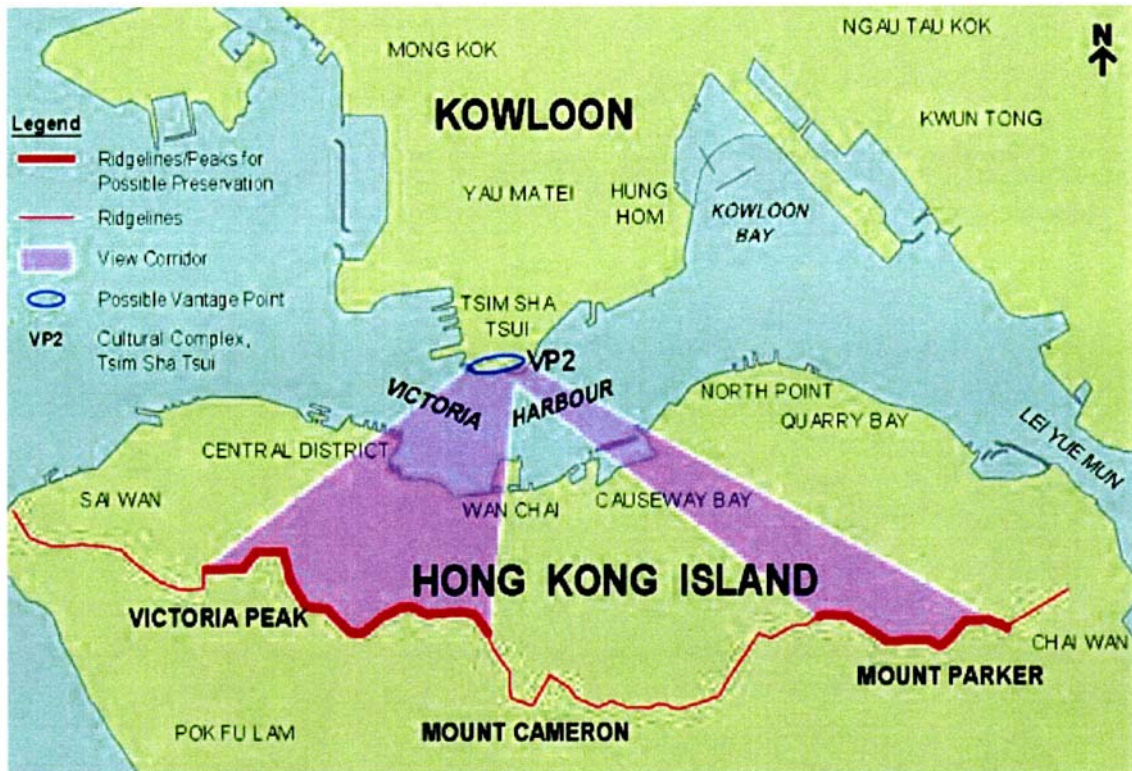 NGAU TAU KOK
N
MONG KOK
KOWLOON
KWUN TONG
Legend
Ridgelines/Peaks for
Possible Preservation
Ridgelines
View Corridor
Possible Vantage Point
VP2 Cultural Complex,
Tsim Sha Tsui
YAU MA TEI
HUNG
HOM
KOWLOON
BAY
TSIM SHA
TSUI
VP2
VICTORIA HARBOUR
NORTH POINT
QUARRY BAY
LEI YUE MUN
CENTRAL DISTRICT
SAI WAN
WAN CHAI
CAUSEWAY BAY
HONG KONG ISLAND
VICTORIA PEAK
CHAI WAN
MOUNT PARKER
POK FU LAM
MOUNT CAMERON